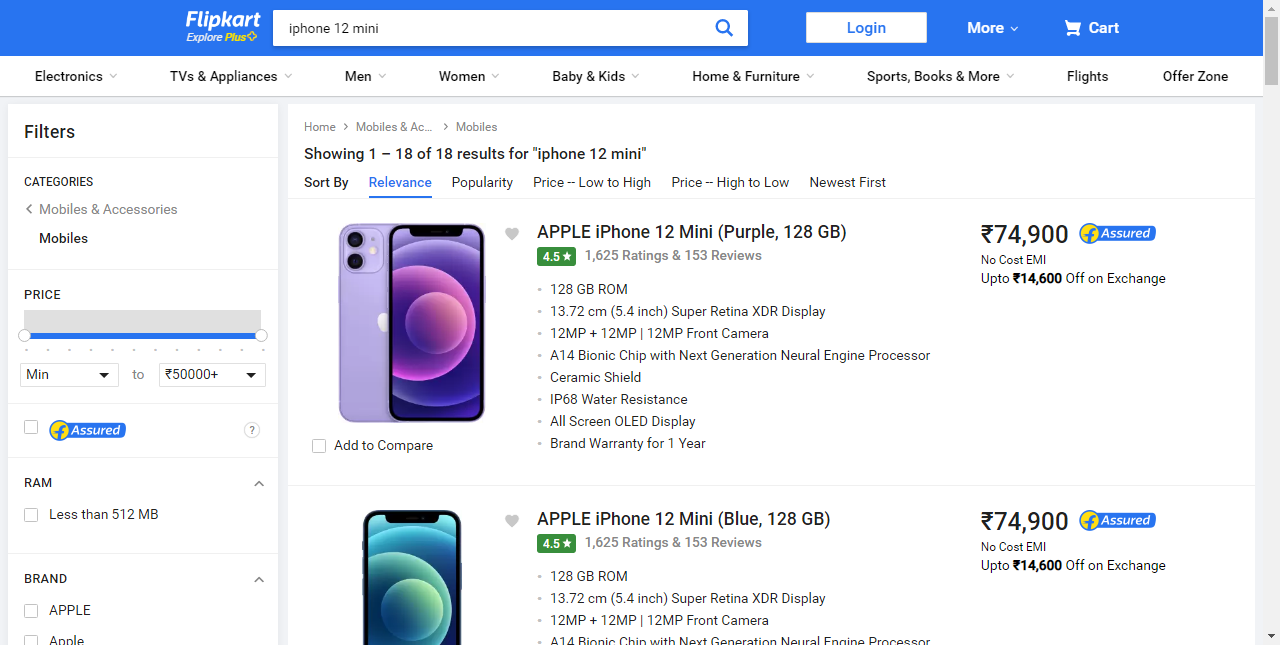 Flipkart
Explore Plus
iphone 12 mini
Login
More
Cart
Electronics
TVs & Appliances
Men
Women
Baby & Kids
Home & Furniture
Sports, Books & More
Flights
Offer Zone
Filters
CATEGORIES
Mobiles & Accessories
Mobiles
PRICE
Min
to
₹50000+
Assured
?
RAM
Less than 512 MB
BRAND
APPLE
Apple
Home
Mobiles & Ac...
Mobiles
Showing 1 – 18 of 18 results for "iphone 12 mini"
Sort By
Relevance
Popularity
Price -- Low to High
Price -- High to Low
Newest First
Add to Compare
APPLE iPhone 12 Mini (Purple, 128 GB)
4.5 ★ 1,625 Ratings & 153 Reviews
128 GB ROM
13.72 cm (5.4 inch) Super Retina XDR Display
12MP + 12MP | 12MP Front Camera
A14 Bionic Chip with Next Generation Neural Engine Processor
Ceramic Shield
IP68 Water Resistance
All Screen OLED Display
Brand Warranty for 1 Year
₹74,900
Assured
No Cost EMI
Upto ₹14,600 Off on Exchange
APPLE iPhone 12 Mini (Blue, 128 GB)
4.5 ★ 1,625 Ratings & 153 Reviews
128 GB ROM
13.72 cm (5.4 inch) Super Retina XDR Display
12MP + 12MP | 12MP Front Camera
A14 Bionic Chip with Next Generation Neural Engine Processor
₹74,900
Assured
No Cost EMI
Upto ₹14,600 Off on Exchange